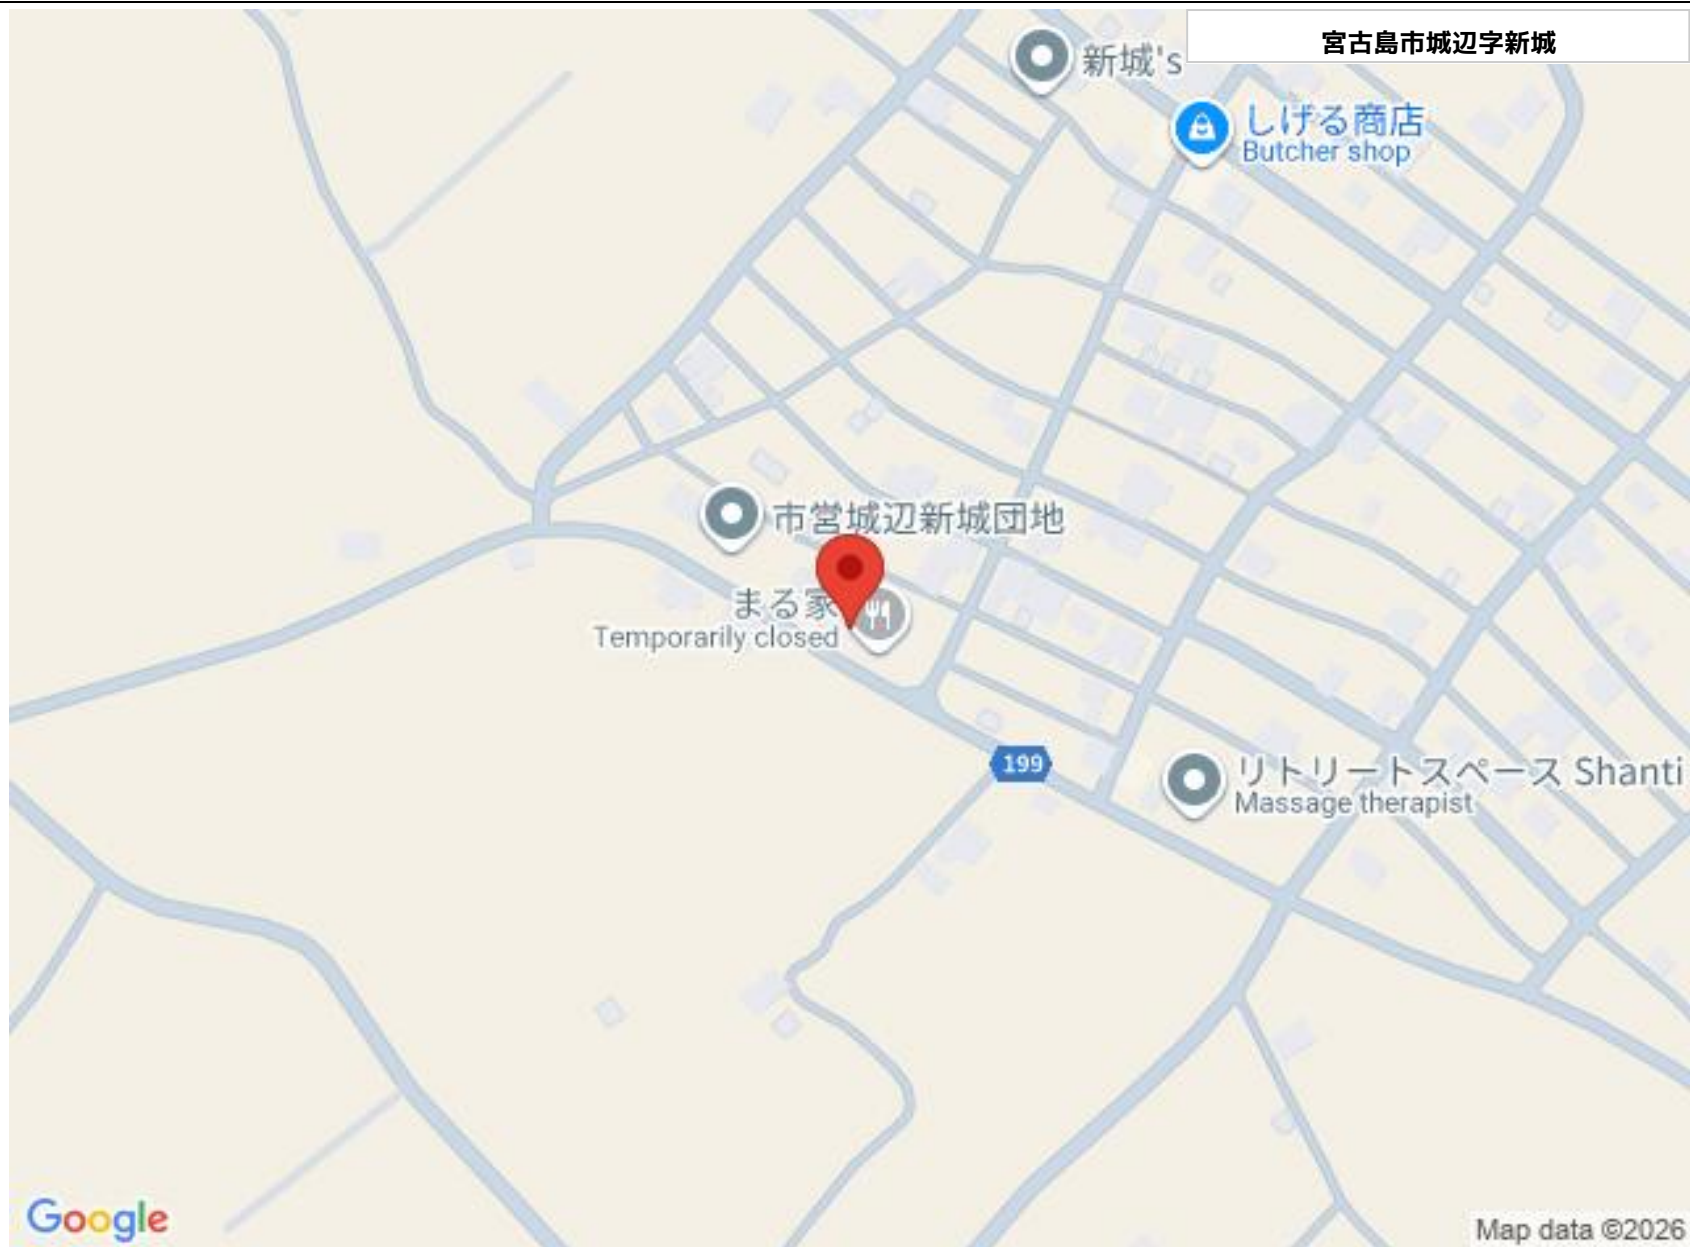 宮古島市城辺字新城
新城's
しげる商店
Butcher shop
市営城辺新城団地
まる家
Temporarily closed
199
リトリートスペース Shanti
Massage therapist
Google
Map data ©2026